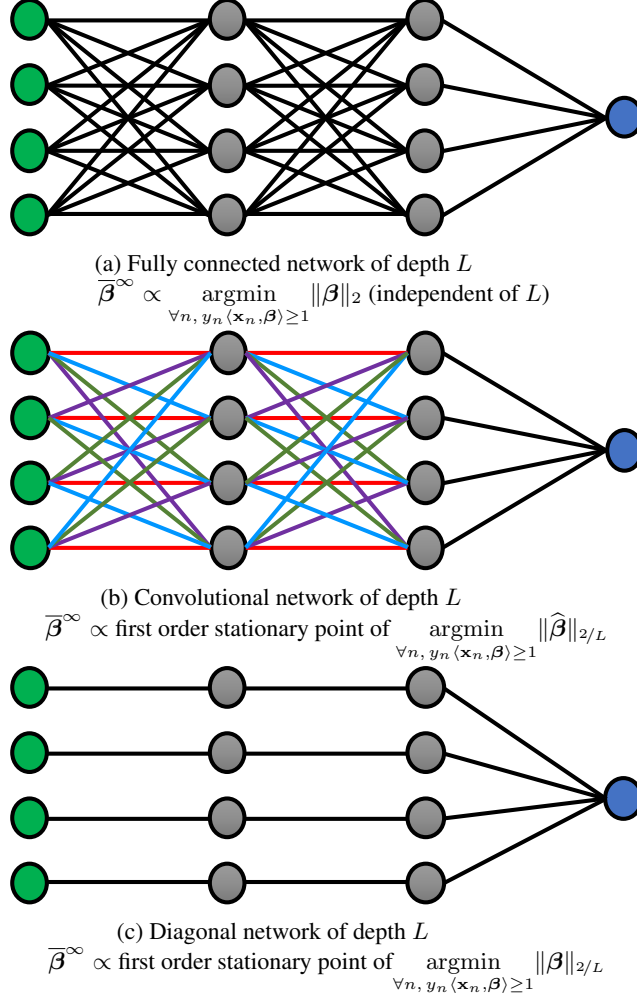 (a) Fully connected network of depth L
β̅^∞ ∝ argmin_{∀n, y_n⟨x_n,β⟩≥1} ‖β‖_2 (independent of L)
(b) Convolutional network of depth L
β̅^∞ ∝ first order stationary point of argmin_{∀n, y_n⟨x_n,β⟩≥1} ‖β̂‖_{2/L}
(c) Diagonal network of depth L
β̅^∞ ∝ first order stationary point of argmin_{∀n, y_n⟨x_n,β⟩≥1} ‖β‖_{2/L}